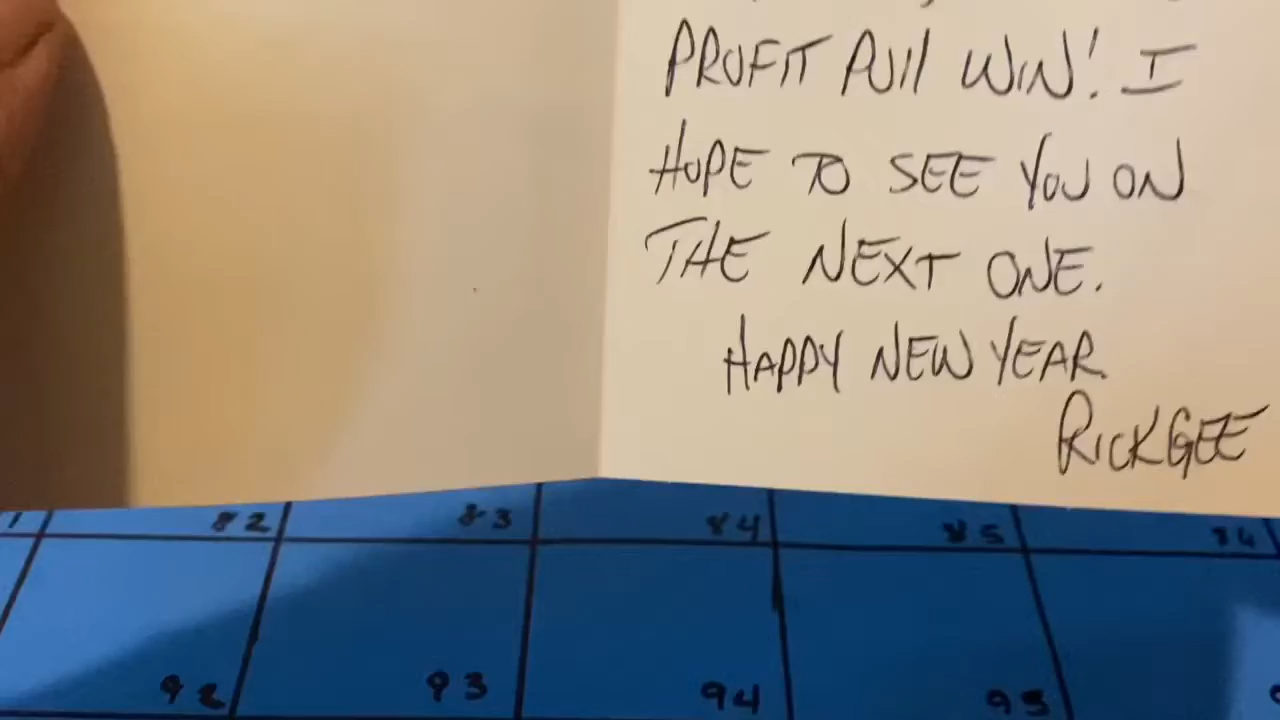 PROFIT PULL WIN! I
HOPE TO SEE YOU ON
THE NEXT ONE.
HAPPY NEW YEAR.
RICKGEE
82 83 84 85 86
92 93 94 95